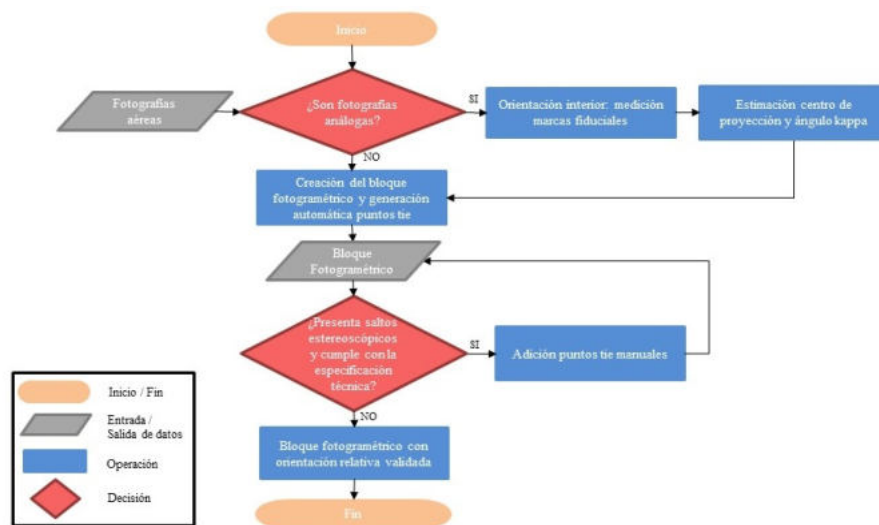 Inicio
Fotografías
aéreas
¿Son fotografías
análogas?
SI
Orientación interior: medición
marcas fiduciales
Estimación centro de
proyección y ángulo kappa
NO
Creación del bloque
fotogramétrico y generación
automática puntos tie
Bloque
Fotogramétrico
¿Presenta saltos
estereoscópicos
y cumple con la
especificación
técnica?
SI
Adición puntos tie manuales
NO
Bloque fotogramétrico con
orientación relativa validada
Fin
Inicio / Fin
Entrada /
Salida de datos
Operación
Decisión